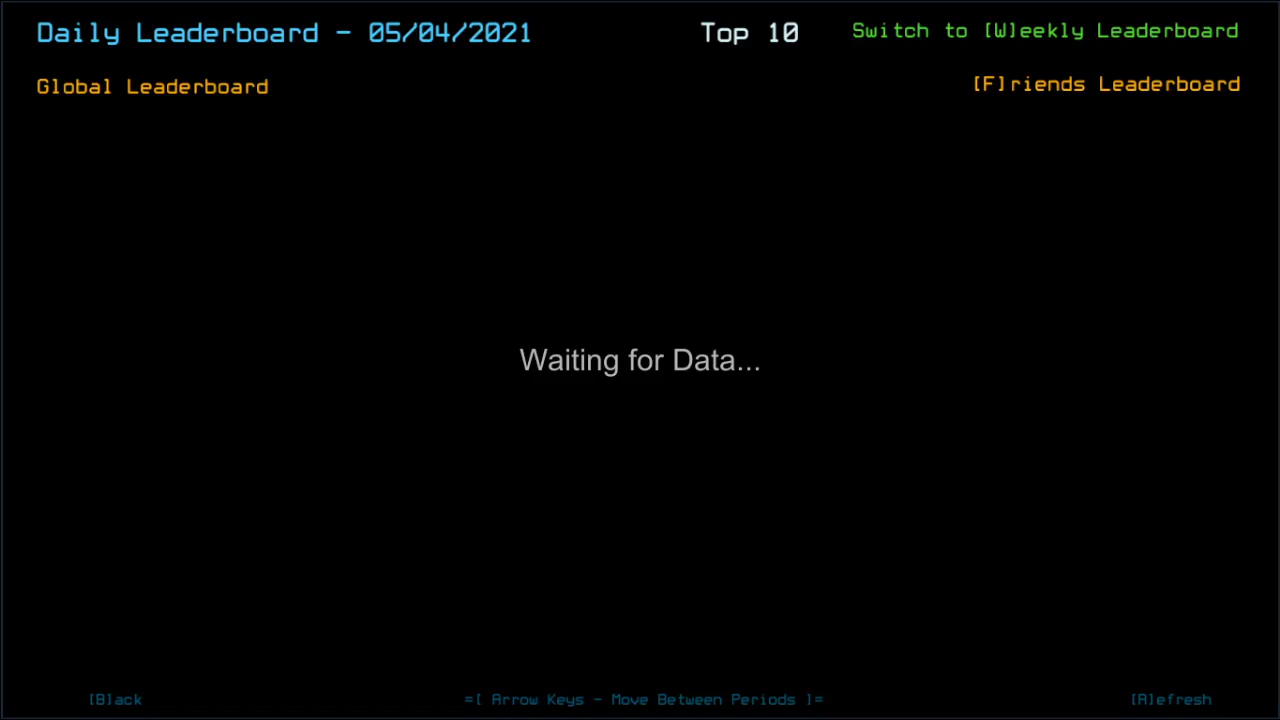 Daily Leaderboard - 05/04/2021
Top 10
Switch to [W]eekly Leaderboard
Global Leaderboard
[F]riends Leaderboard
Waiting for Data...
[B]ack
=[ Arrow Keys - Move Between Periods ]=
[R]efresh